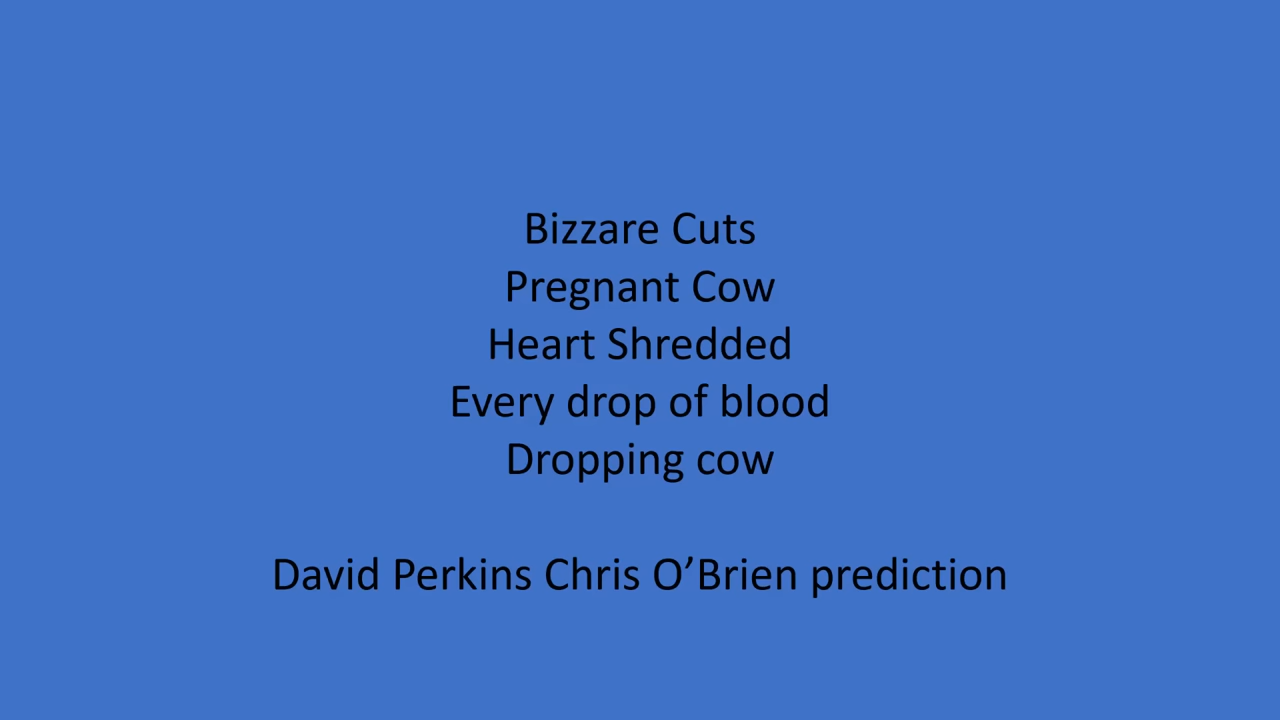 Bizzare Cuts
Pregnant Cow
Heart Shredded
Every drop of blood
Dropping cow
David Perkins Chris O’Brien prediction